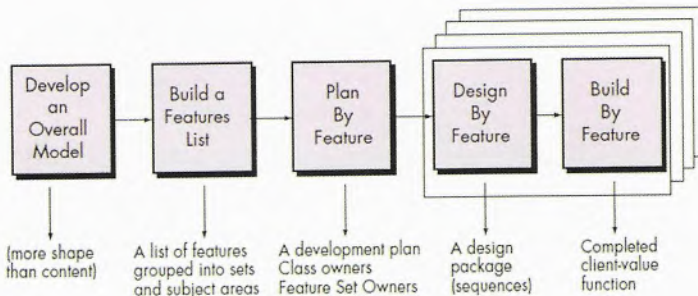 Develop
an
Overall
Model
Build a
Features
List
Plan
By
Feature
Design
By
Feature
Build
By
Feature
(more shape
than content)
A list of features
grouped into sets
and subject areas
A development plan
Class owners
Feature Set Owners
A design
package
(sequences)
Completed
client-value
function